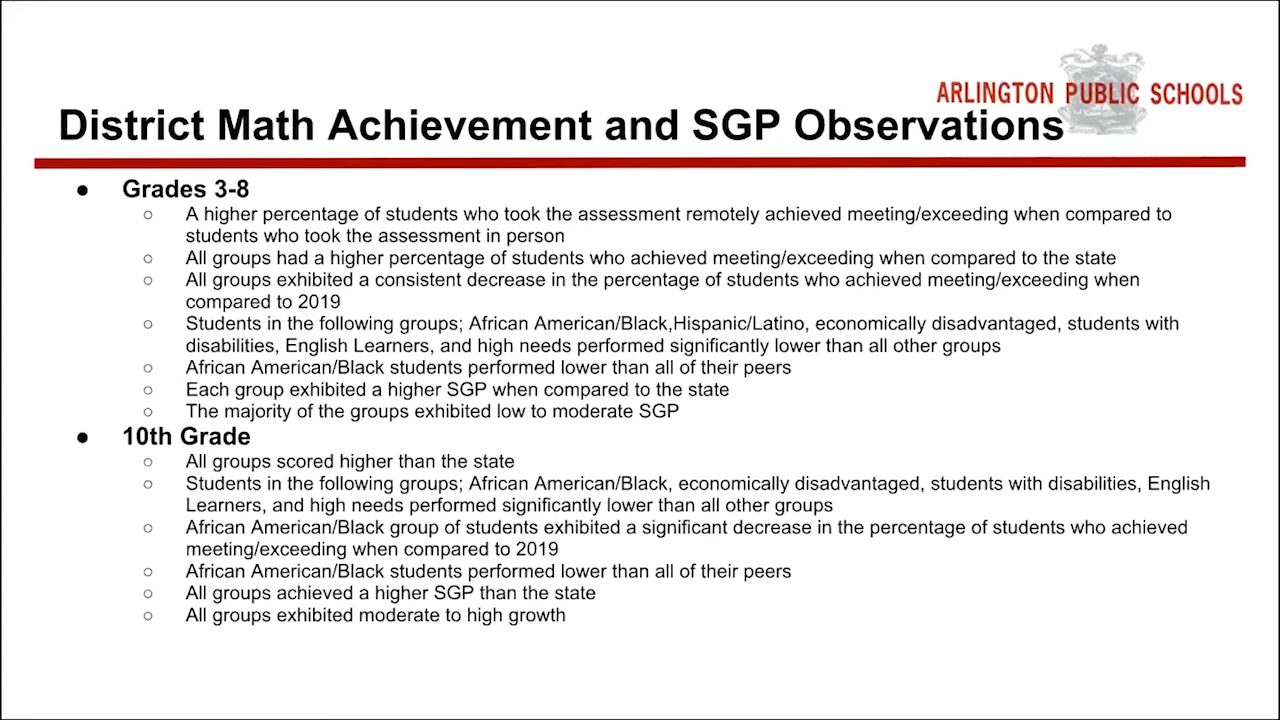 ARLINGTON PUBLIC SCHOOLS
District Math Achievement and SGP Observations
● Grades 3-8
○ A higher percentage of students who took the assessment remotely achieved meeting/exceeding when compared to
students who took the assessment in person
○ All groups had a higher percentage of students who achieved meeting/exceeding when compared to the state
○ All groups exhibited a consistent decrease in the percentage of students who achieved meeting/exceeding when
compared to 2019
○ Students in the following groups; African American/Black,Hispanic/Latino, economically disadvantaged, students with
disabilities, English Learners, and high needs performed significantly lower than all other groups
○ African American/Black students performed lower than all of their peers
○ Each group exhibited a higher SGP when compared to the state
○ The majority of the groups exhibited low to moderate SGP
● 10th Grade
○ All groups scored higher than the state
○ Students in the following groups; African American/Black, economically disadvantaged, students with disabilities, English
Learners, and high needs performed significantly lower than all other groups
○ African American/Black group of students exhibited a significant decrease in the percentage of students who achieved
meeting/exceeding when compared to 2019
○ African American/Black students performed lower than all of their peers
○ All groups achieved a higher SGP than the state
○ All groups exhibited moderate to high growth